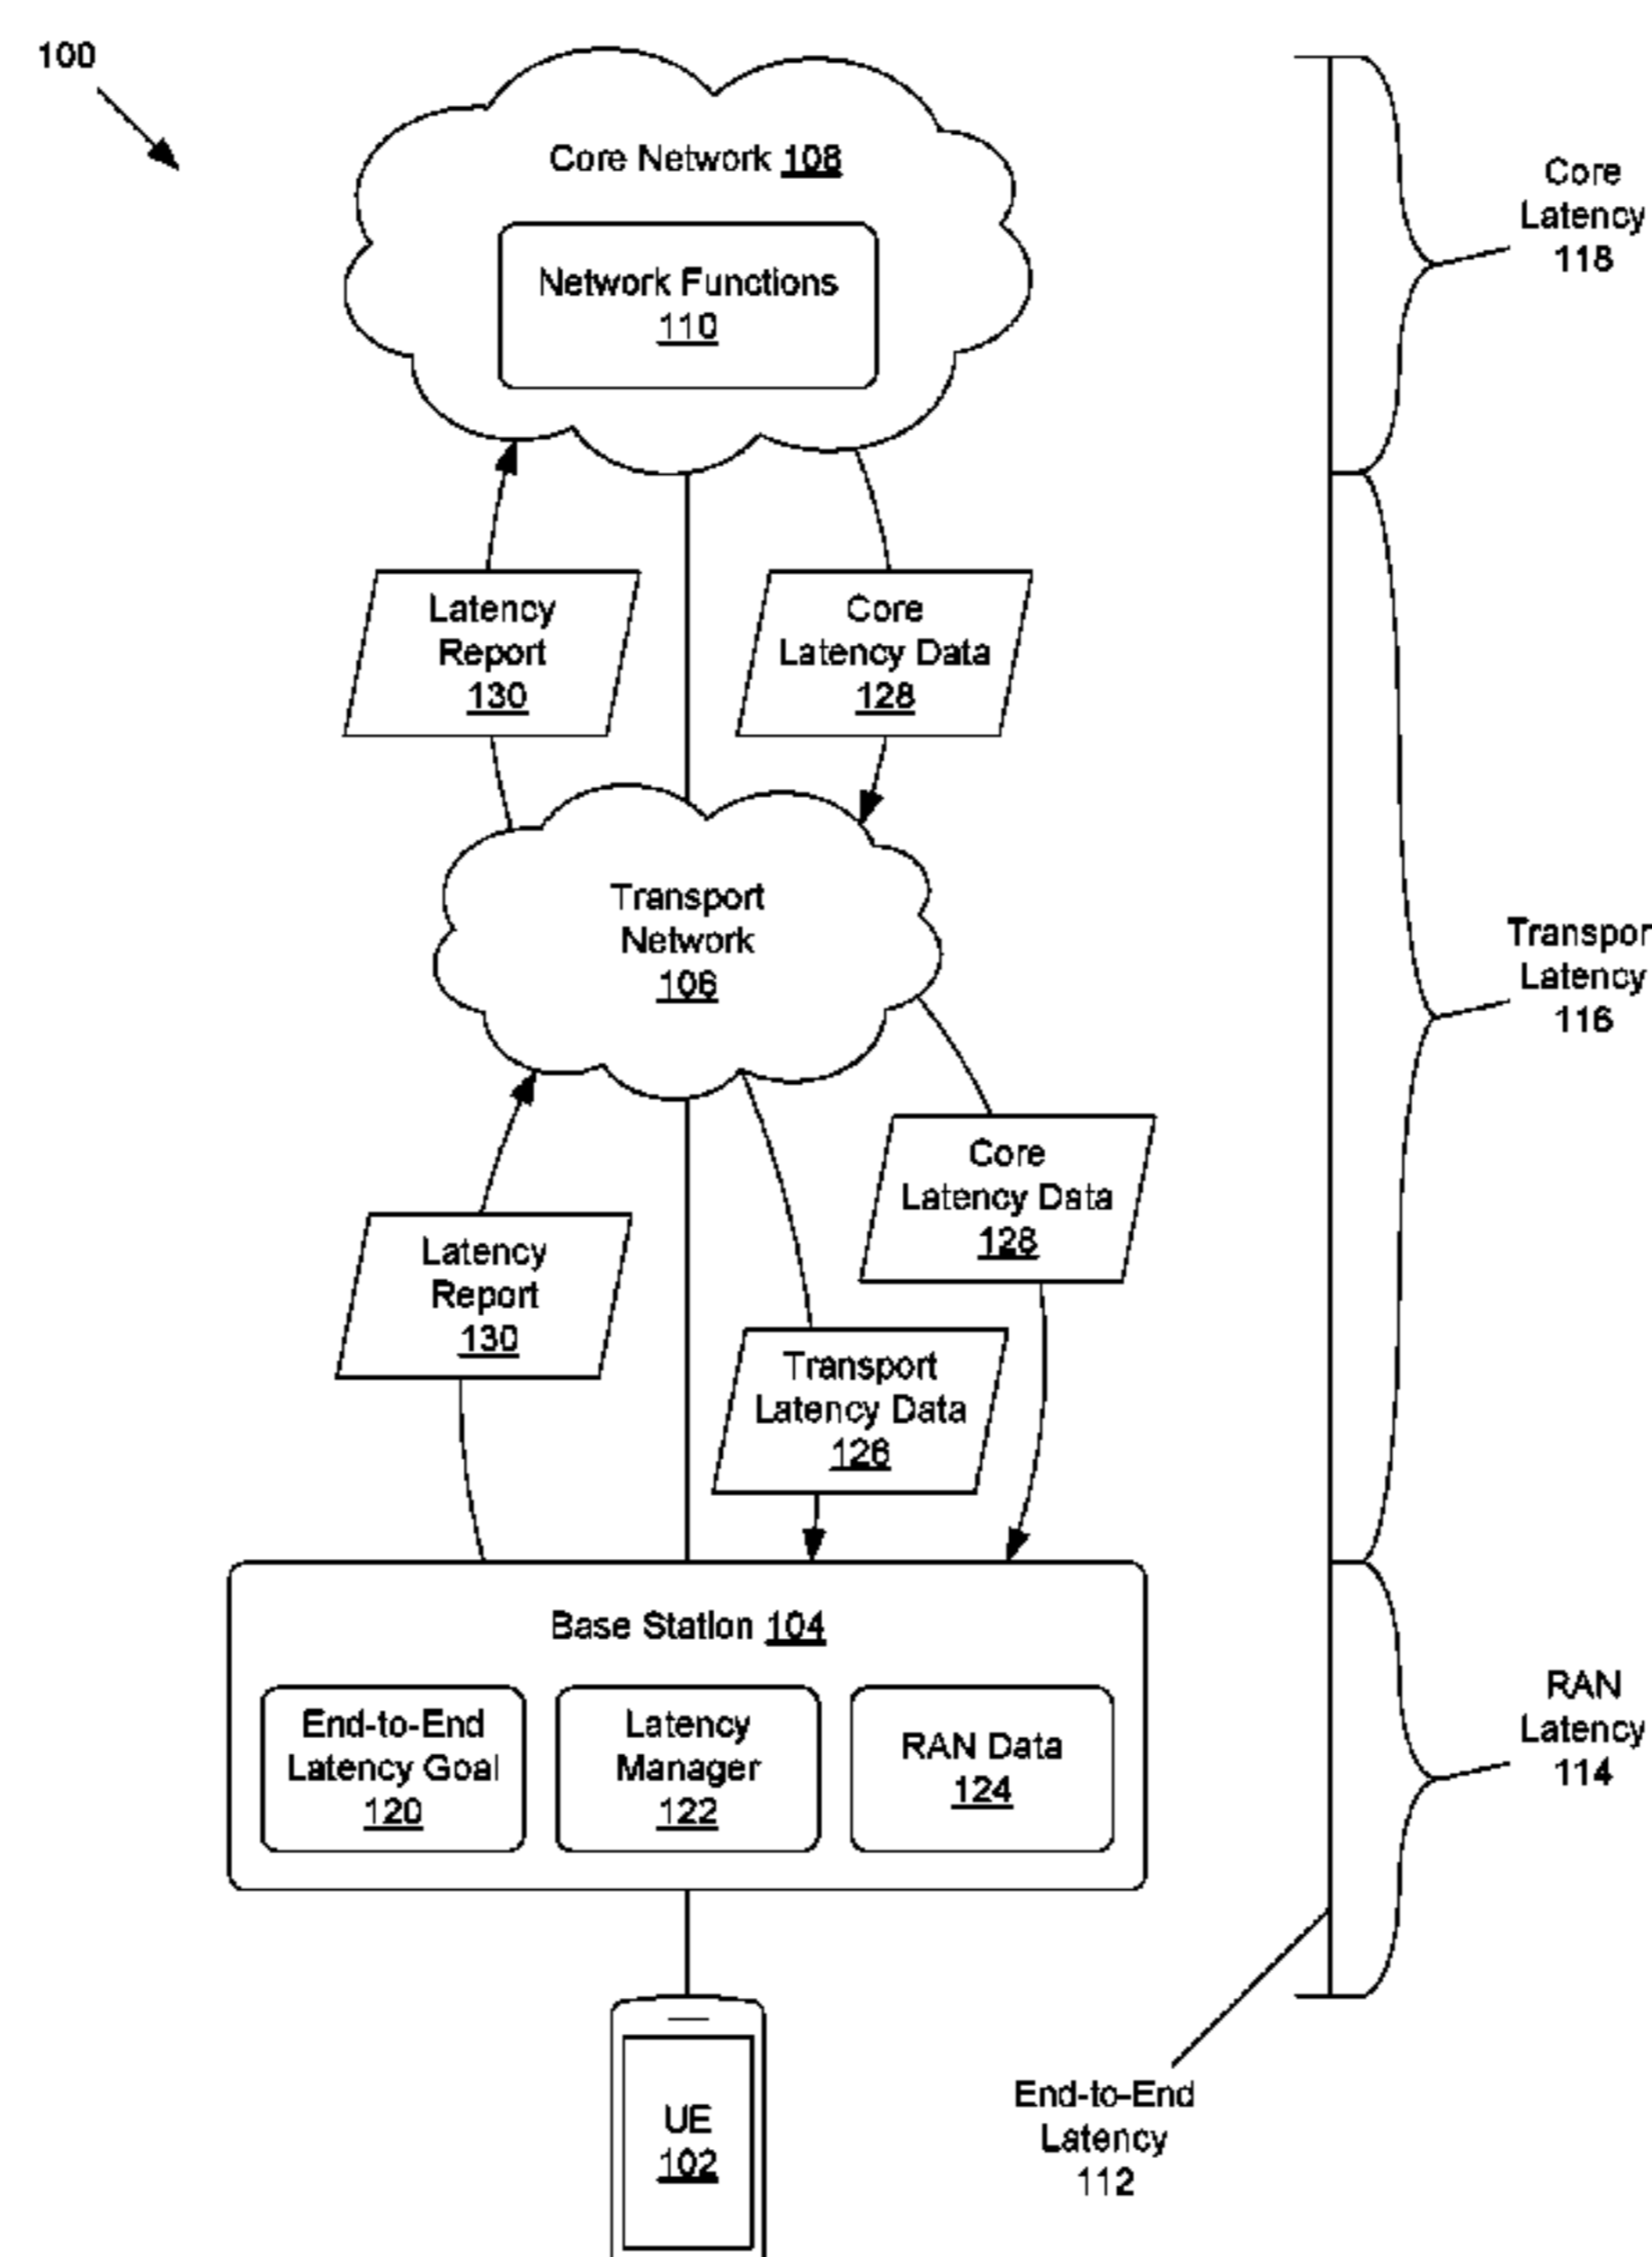 100
Core Network 108
Network Functions
110
Core
Latency
118
Latency
Report
130
Core
Latency Data
128
Transport
Network
106
Transpor
Latency
116
Core
Latency Data
128
Latency
Report
130
Transport
Latency Data
126
Base Station 104
End-to-End
Latency Goal
120
Latency
Manager
122
RAN Data
124
RAN
Latency
114
UE
102
End-to-End
Latency
112